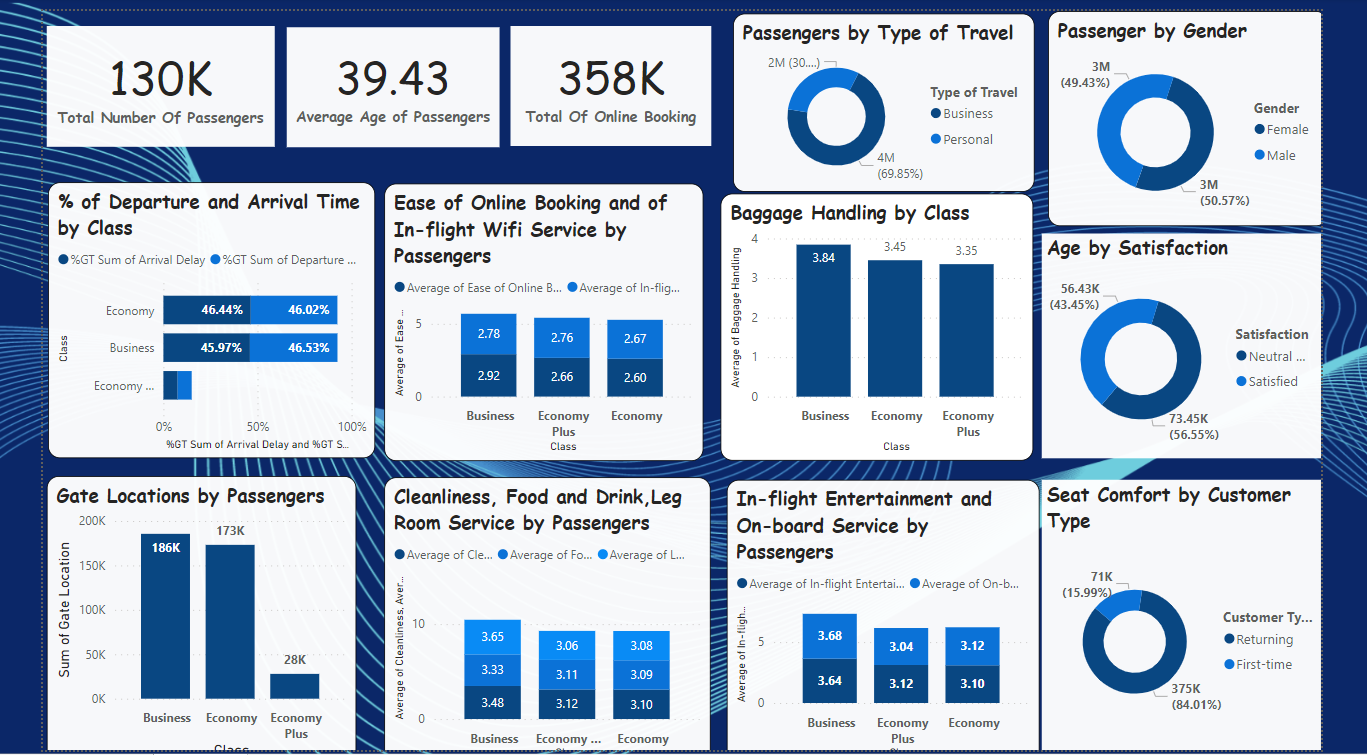 130K
Total Number Of Passengers
39.43
Average Age of Passengers
358K
Total Of Online Booking
Passengers by Type of Travel
2M (30....)
4M
(69.85%)
Type of Travel
Business
Personal
Passenger by Gender
3M
(49.43%)
3M
(50.57%)
Gender
Female
Male
% of Departure and Arrival Time
by Class
%GT Sum of Arrival Delay %GT Sum of Departure ...
Class
Economy 46.44% 46.02%
Business 45.97% 46.53%
Economy ...
0% 50% 100%
%GT Sum of Arrival Delay and %GT S...
Ease of Online Booking and of
In-flight Wifi Service by
Passengers
Average of Ease of Online B... Average of In-flig...
Average of Ease ...
5
2.78 2.76 2.67
2.92 2.66 2.60
0
Business Economy Plus Economy
Class
Baggage Handling by Class
Average of Baggage Handling
4
3
2
1
0
3.84 3.45 3.35
Business Economy Economy
Plus
Class
Age by Satisfaction
56.43K
(43.45%)
73.45K
(56.55%)
Satisfaction
Neutral ...
Satisfied
Gate Locations by Passengers
Sum of Gate Location
200K
150K
100K
50K
0K
186K 173K 28K
Business Economy Economy
Plus
Class
Cleanliness, Food and Drink,Leg
Room Service by Passengers
Average of Cle... Average of Fo... Average of L...
Average of Cleanliness, Aver...
10
0
3.65 3.06 3.08
3.33 3.11 3.09
3.48 3.12 3.10
Business Economy ... Economy
In-flight Entertainment and
On-board Service by
Passengers
Average of In-flight Entertai... Average of On-b...
Average of In-fligh...
5
0
3.68 3.04 3.12
3.64 3.12 3.10
Business Economy Economy
Plus
Seat Comfort by Customer
Type
71K
(15.99%)
375K
(84.01%)
Customer Ty...
Returning
First-time